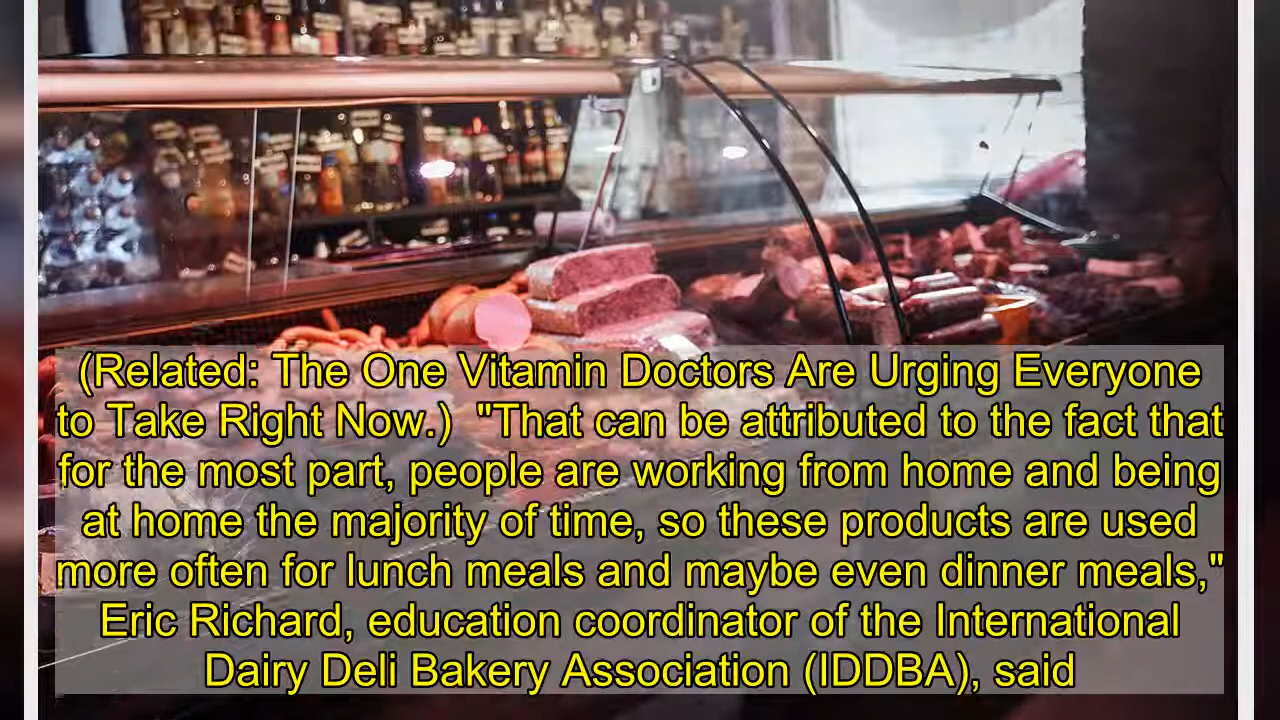 (Related: The One Vitamin Doctors Are Urging Everyone
to Take Right Now.)  "That can be attributed to the fact that
for the most part, people are working from home and being
at home the majority of time, so these products are used
more often for lunch meals and maybe even dinner meals,"
Eric Richard, education coordinator of the International
Dairy Deli Bakery Association (IDDBA), said